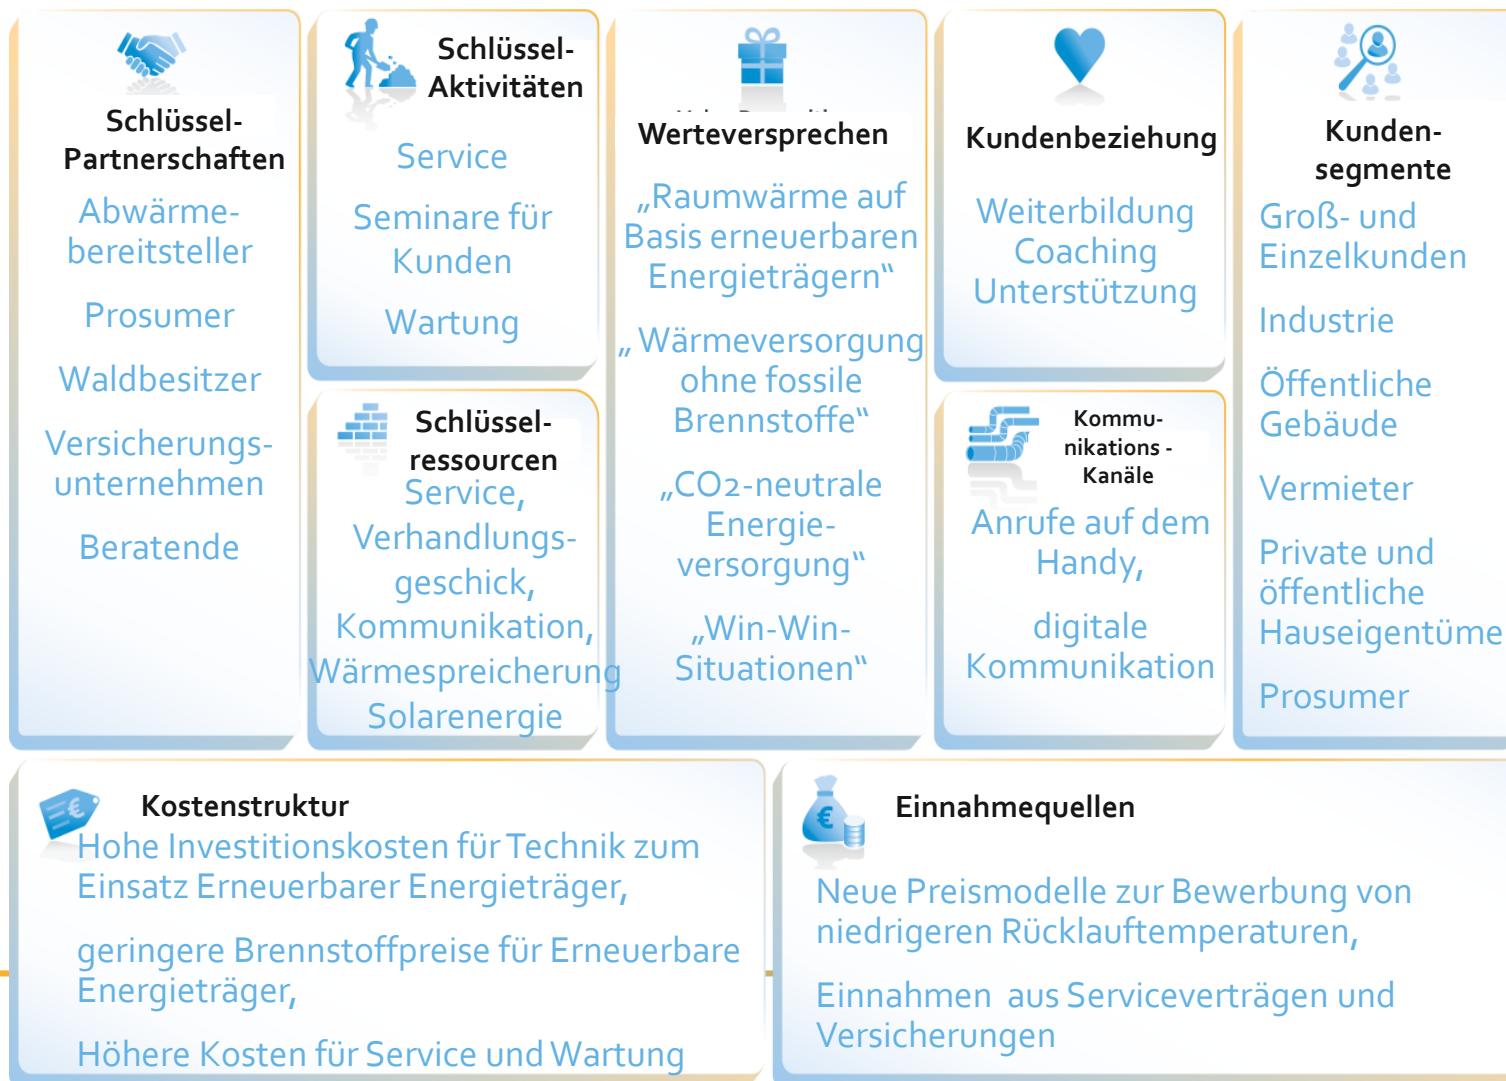 Schlüssel-
Partnerschaften
Abwärme-
bereitsteller
Prosumer
Waldbesitzer
Versicherungs-
unternehmen
Beratende
Schlüssel-
Aktivitäten
Service
Seminare für
Kunden
Wartung
Schlüssel-
ressourcen
Service,
Verhandlungs-
geschick,
Kommunikation,
Wärmespreicherung
Solarenergie
Werteversprechen
„Raumwärme auf
Basis erneuerbaren
Energieträgern“
„ Wärmeversorgung
ohne fossile
Brennstoffe“
„CO2-neutrale
Energie-
versorgung“
„Win-Win-
Situationen“
Kundenbeziehung
Weiterbildung
Coaching
Unterstützung
Kommu-
nikations -
Kanäle
Anrufe auf dem
Handy,
digitale
Kommunikation
Kunden-
segmente
Groß- und
Einzelkunden
Industrie
Öffentliche
Gebäude
Vermieter
Private und
öffentliche
Hauseigentüme
Prosumer
Kostenstruktur
€
Hohe Investitionskosten für Technik zum
Einsatz Erneuerbarer Energieträger,
geringere Brennstoffpreise für Erneuerbare
Energieträger,
Höhere Kosten für Service und Wartung
Einnahmequellen
€
Neue Preismodelle zur Bewerbung von
niedrigeren Rücklauftemperaturen,
Einnahmen  aus Serviceverträgen und
Versicherungen